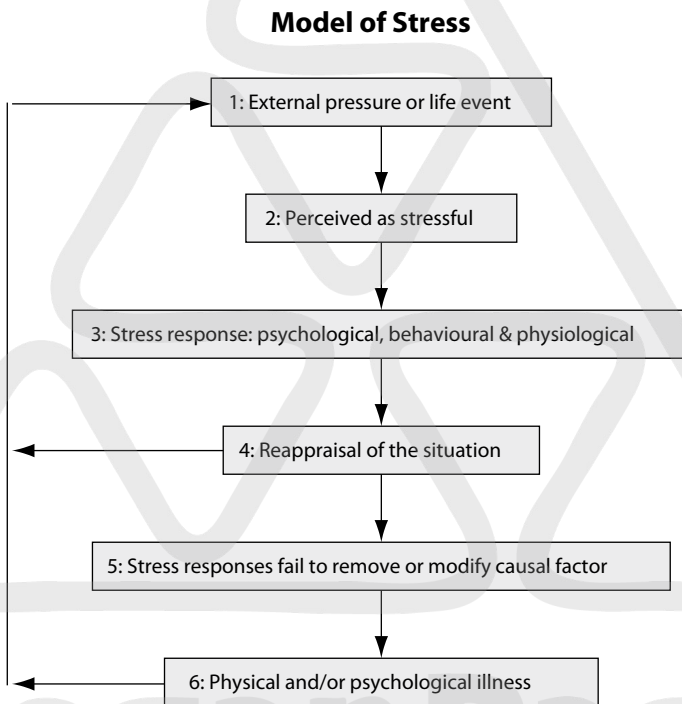 Model of Stress
1: External pressure or life event
2: Perceived as stressful
3: Stress response: psychological, behavioural & physiological
4: Reappraisal of the situation
5: Stress responses fail to remove or modify causal factor
6: Physical and/or psychological illness